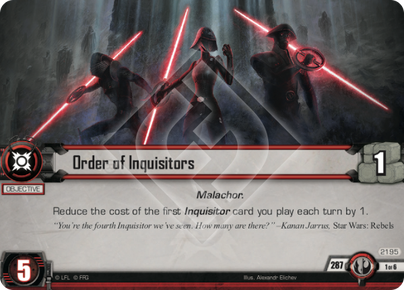 Order of Inquisitors
1
OBJECTIVE
Malachor.
Reduce the cost of the first Inquisitor card you play each turn by 1.
“You’re the fourth Inquisitor we’ve seen. How many are there?” –Kanan Jarrus, Star Wars: Rebels
2195
5
© LFL © FFG
Illus. Alexandr Elichev
287
1 of 6